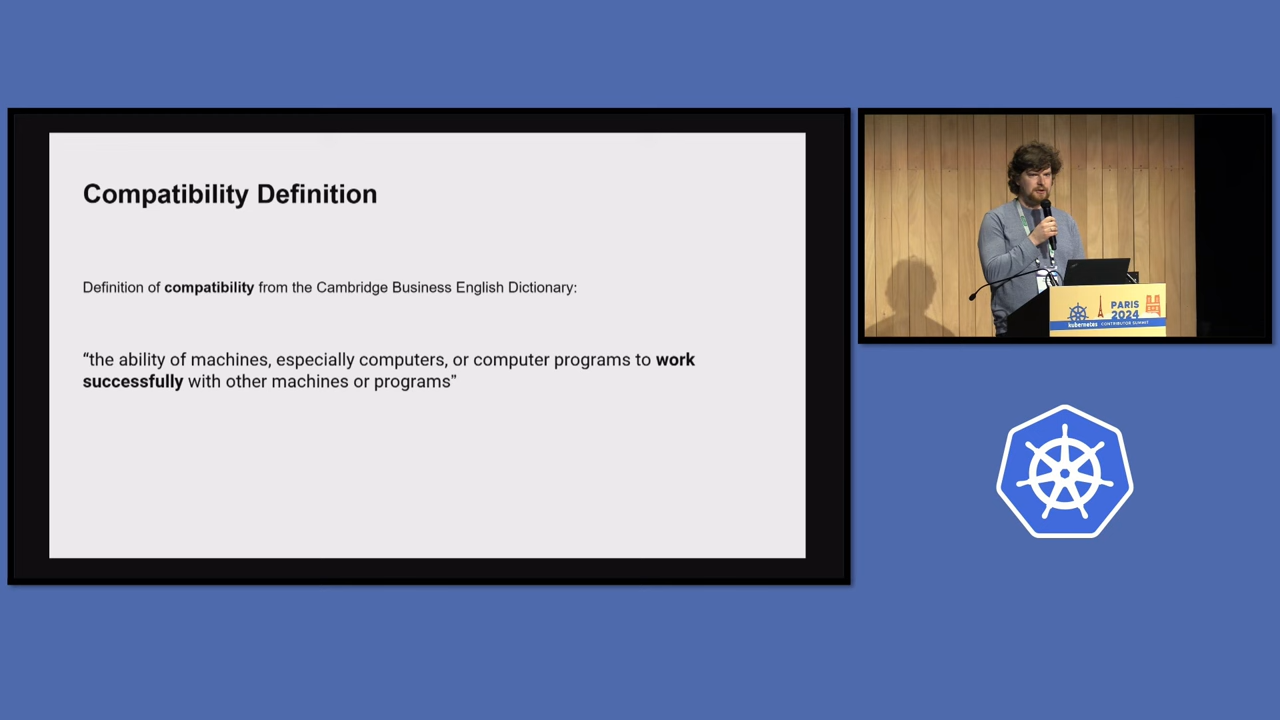 Compatibility Definition
Definition of compatibility from the Cambridge Business English Dictionary:
“the ability of machines, especially computers, or computer programs to work
successfully with other machines or programs”
PARIS
2024
kubernetes CONTRIBUTOR SUMMIT